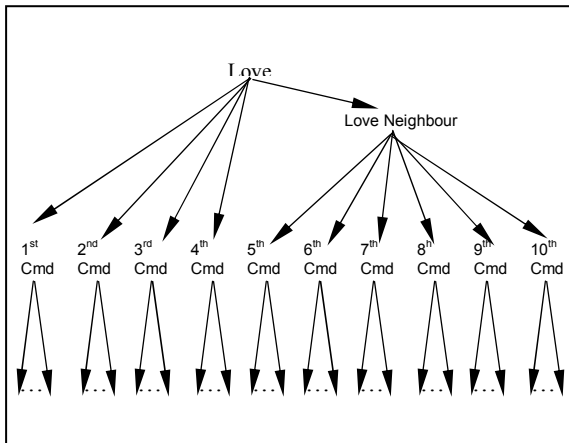 Love
Love Neighbour
1st 2nd 3rd 4th 5th 6th 7th 8h 9th 10th
Cmd Cmd Cmd Cmd Cmd Cmd Cmd Cmd Cmd Cmd
... ... ... ... ... ... ... ... ... ...